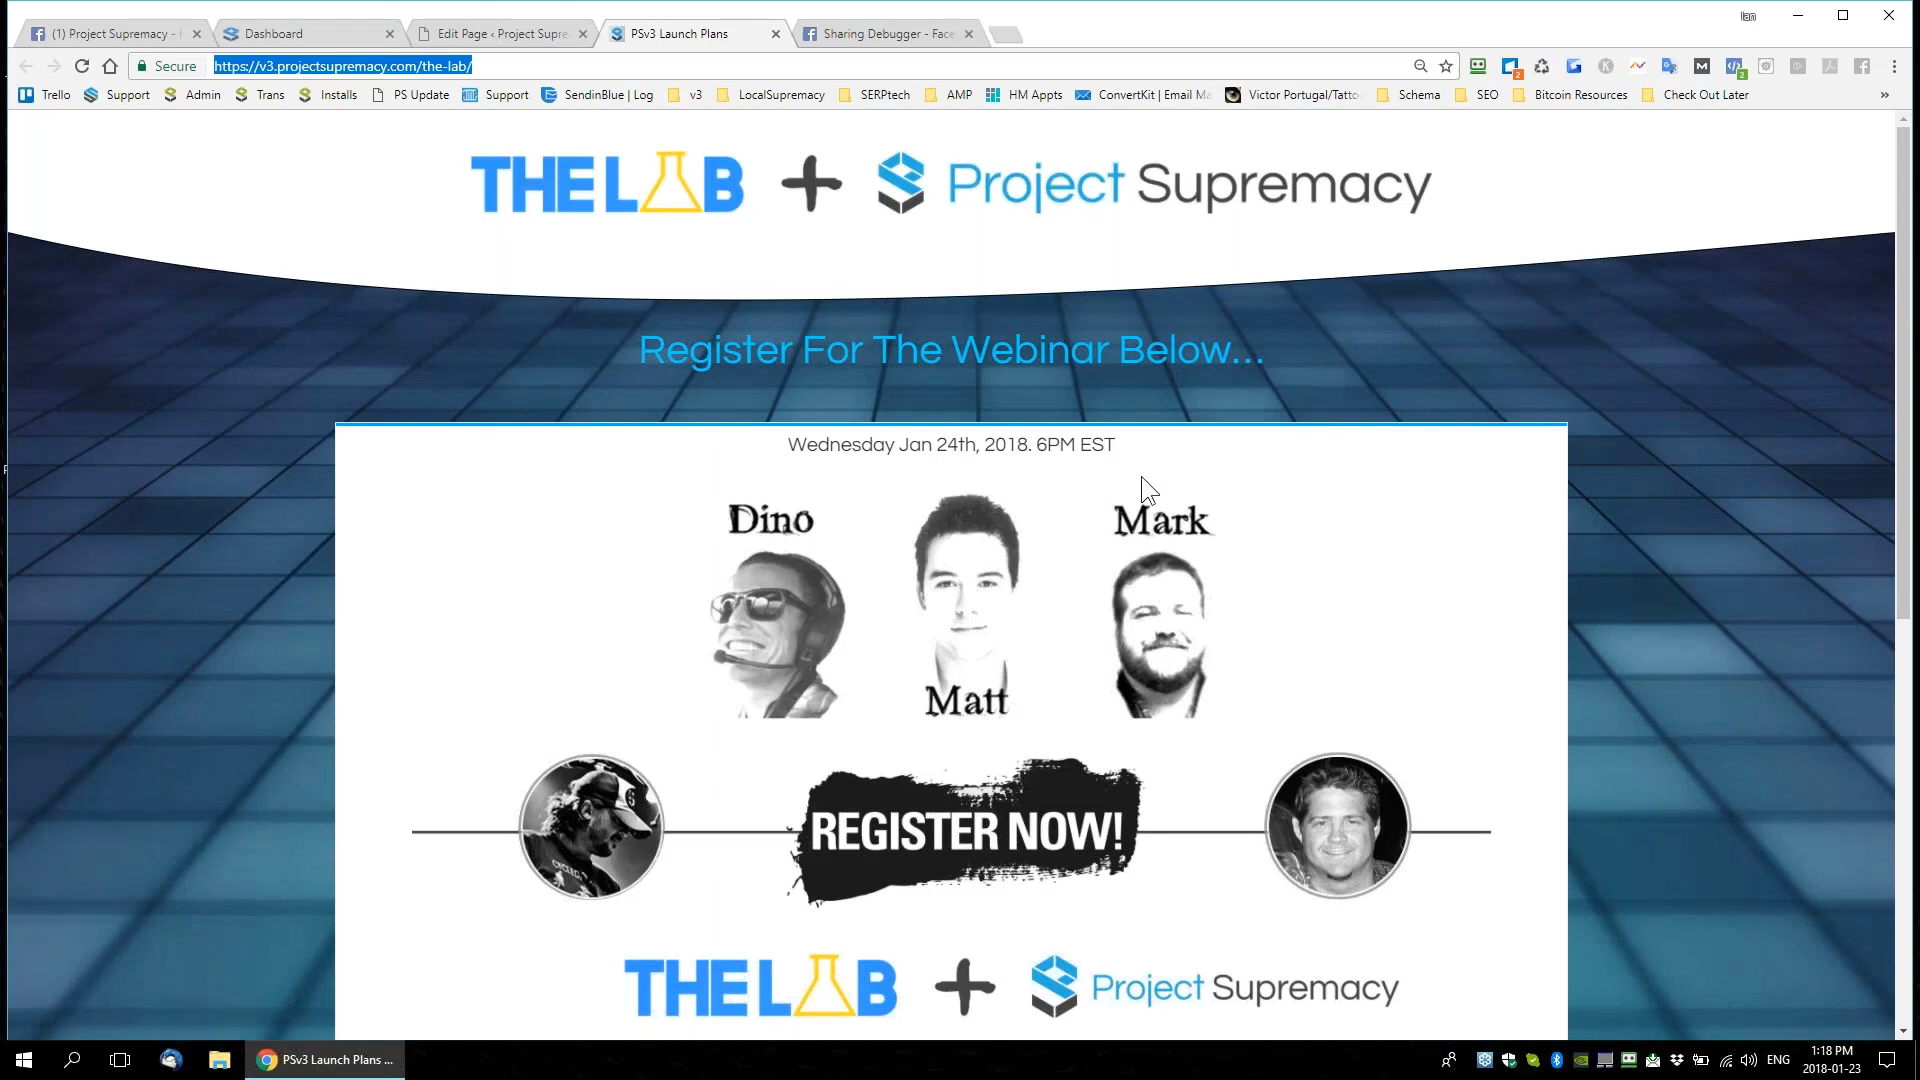 Ian
(1) Project Supremacy -
Dashboard
Edit Page ‹ Project Supre
PSv3 Launch Plans
Sharing Debugger - Face
Secure
https://v3.projectsupremacy.com/the-lab/
Trello
Support
Admin
Trans
Installs
PS Update
Support
SendinBlue | Log
v3
LocalSupremacy
SERPtech
AMP
HM Appts
ConvertKit | Email Ma
Victor Portugal/Tatto
Schema
SEO
Bitcoin Resources
Check Out Later
»
THE LAB + Project Supremacy
Register For The Webinar Below...
Wednesday Jan 24th, 2018. 6PM EST
Dino
Mark
Matt
REGISTER NOW!
THE LAB + Project Supremacy
PSv3 Launch Plans ...
ENG
1:18 PM
2018-01-23